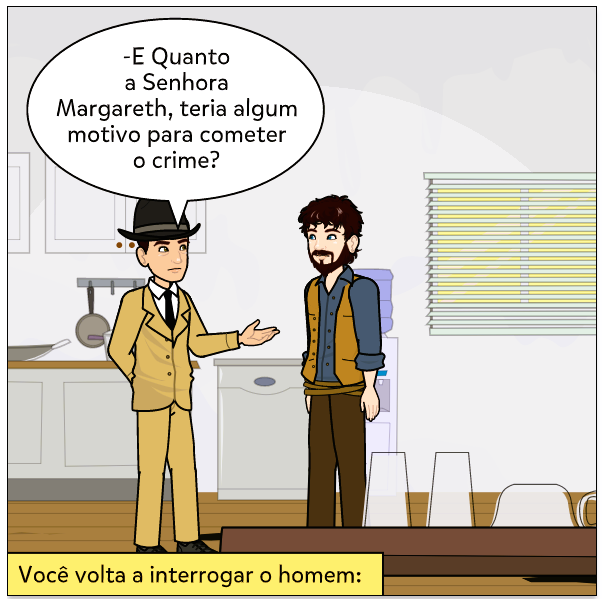 -E Quanto
a Senhora
Margareth, teria algum
motivo para cometer
o crime?
Você volta a interrogar o homem: